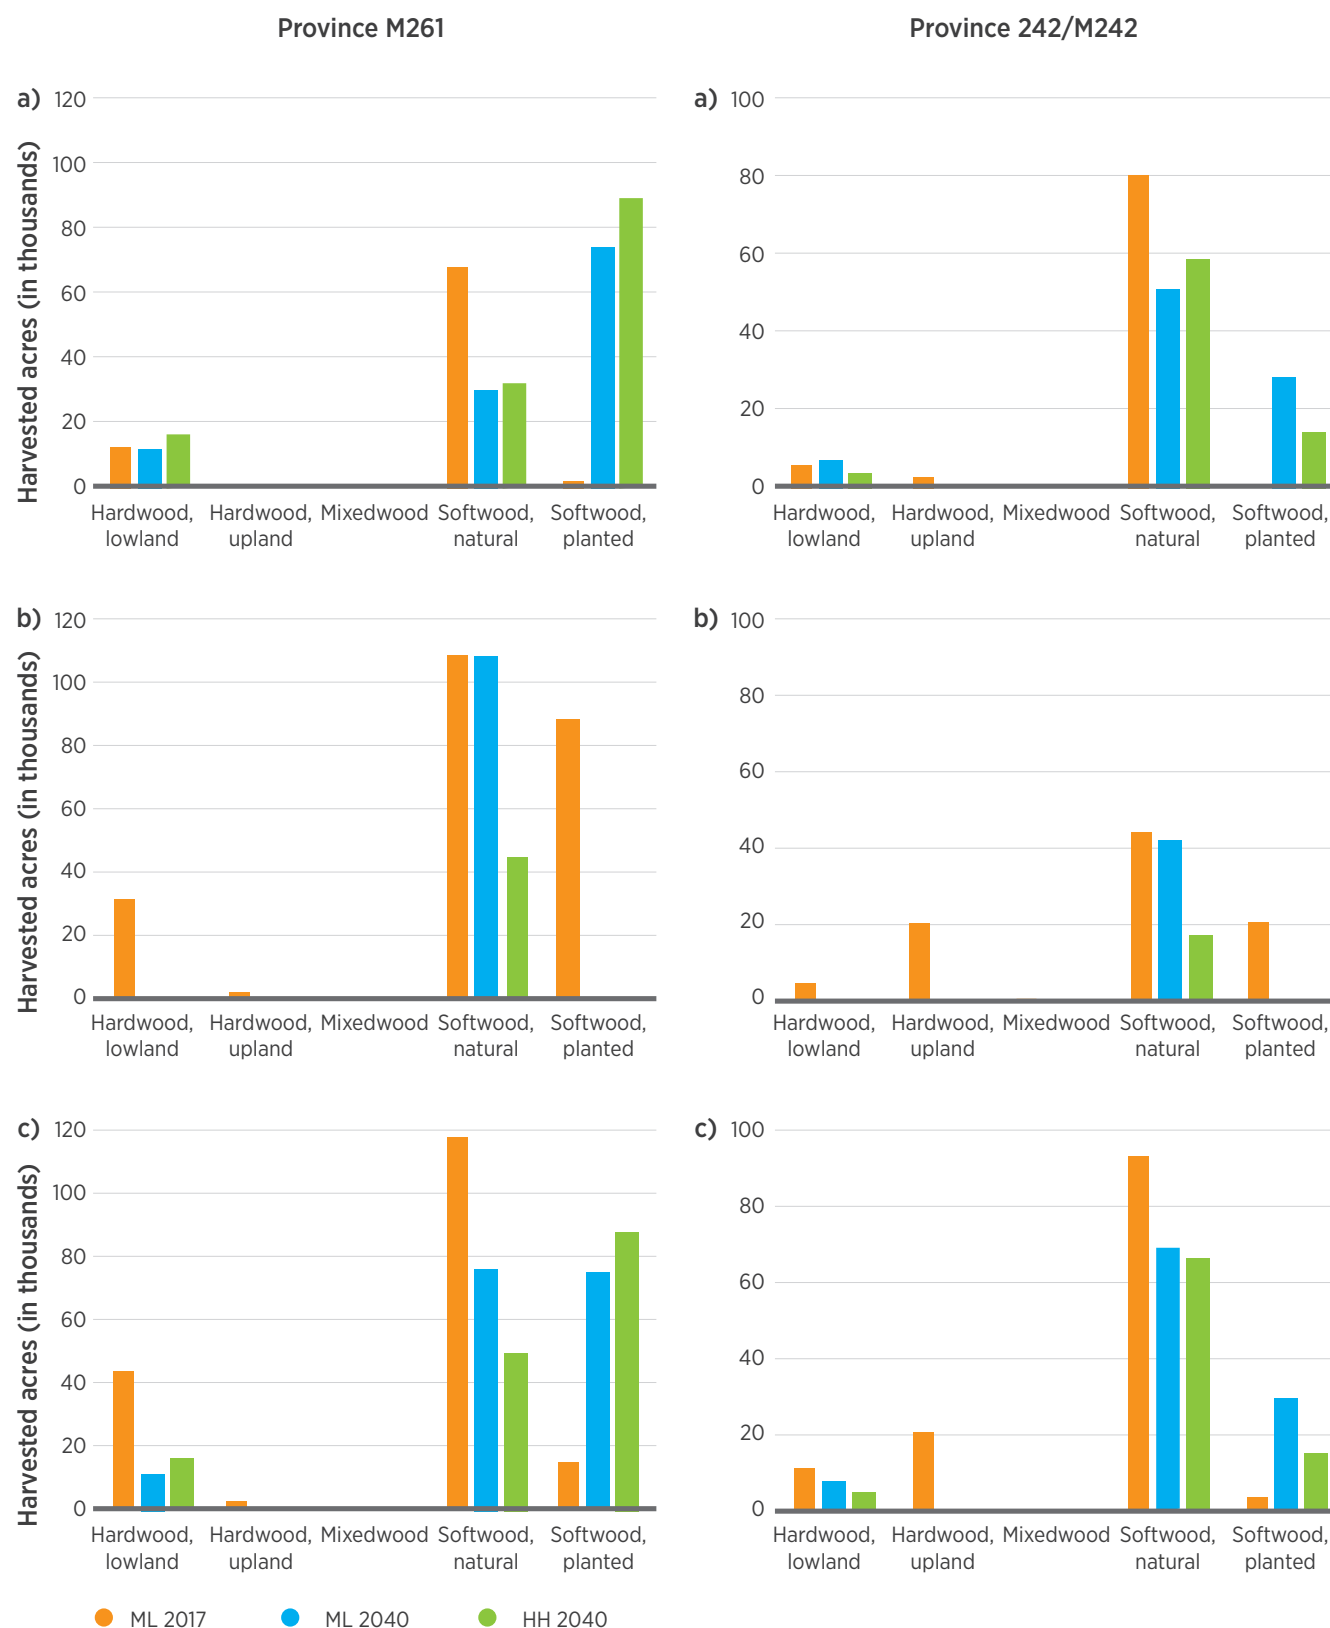 Province M261
Province 242/M242
a)
Harvested acres (in thousands)
120
100
80
60
40
20
0
Hardwood, lowland
Hardwood, upland
Mixedwood
Softwood, natural
Softwood, planted
a)
100
80
60
40
20
0
Hardwood, lowland
Hardwood, upland
Mixedwood
Softwood, natural
Softwood, planted
b)
Harvested acres (in thousands)
120
100
80
60
40
20
0
Hardwood, lowland
Hardwood, upland
Mixedwood
Softwood, natural
Softwood, planted
b)
100
80
60
40
20
0
Hardwood, lowland
Hardwood, upland
Mixedwood
Softwood, natural
Softwood, planted
c)
Harvested acres (in thousands)
120
100
80
60
40
20
0
Hardwood, lowland
Hardwood, upland
Mixedwood
Softwood, natural
Softwood, planted
c)
100
80
60
40
20
0
Hardwood, lowland
Hardwood, upland
Mixedwood
Softwood, natural
Softwood, planted
ML 2017
ML 2040
HH 2040